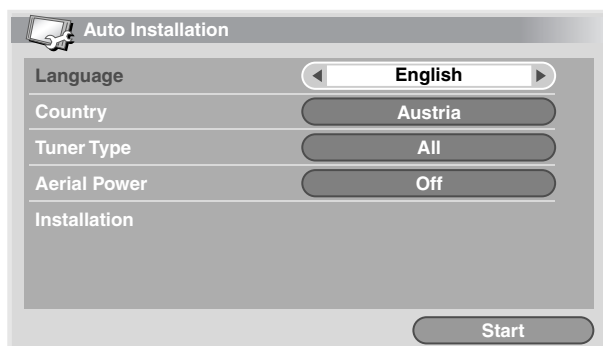 Auto Installation
Language English
Country Austria
Tuner Type All
Aerial Power Off
Installation
Start